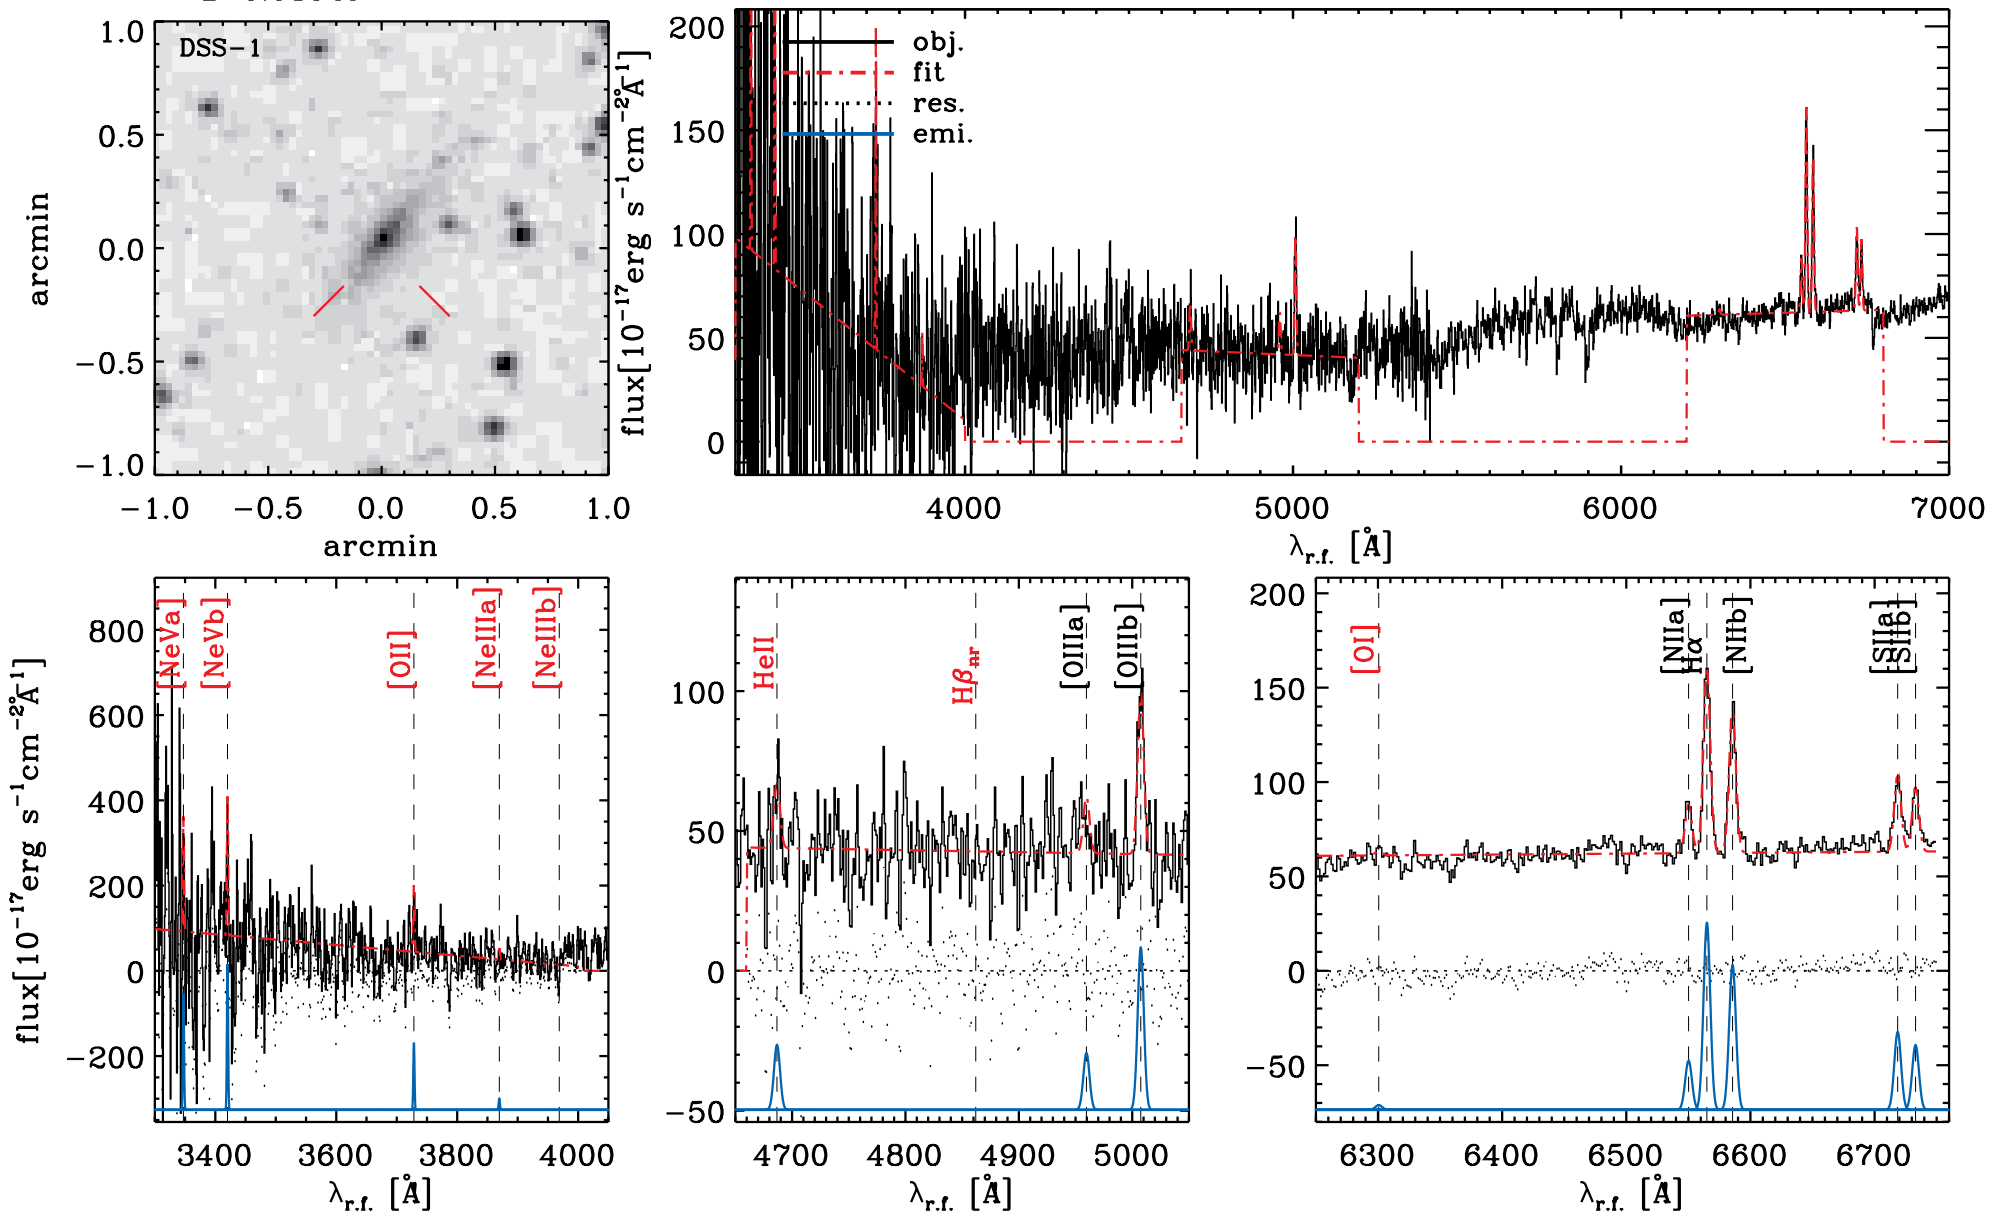 DSS-1
1.0
0.5
0.0
−0.5
−1.0
arcmin
−1.0 −0.5 0.0 0.5 1.0
arcmin
flux[10⁻¹⁷erg s⁻¹cm⁻²Å⁻¹]
200
150
100
50
0
obj.
fit
res.
emi.
4000 5000 6000 7000
λr.f. [Å]
flux[10⁻¹⁷erg s⁻¹cm⁻²Å⁻¹]
800
600
400
200
0
−200
[NeVa] [NeVb] [OII] [NeIIIa] [NeIIIb]
3400 3600 3800 4000
λr.f. [Å]
100
50
0
−50
HeII Hβnr [OIIIa] [OIIIb]
4700 4800 4900 5000
λr.f. [Å]
200
150
100
50
0
−50
[OI] [NIIa] Hα [NIIb] [SIIa] SIIb]
6300 6400 6500 6600 6700
λr.f. [Å]